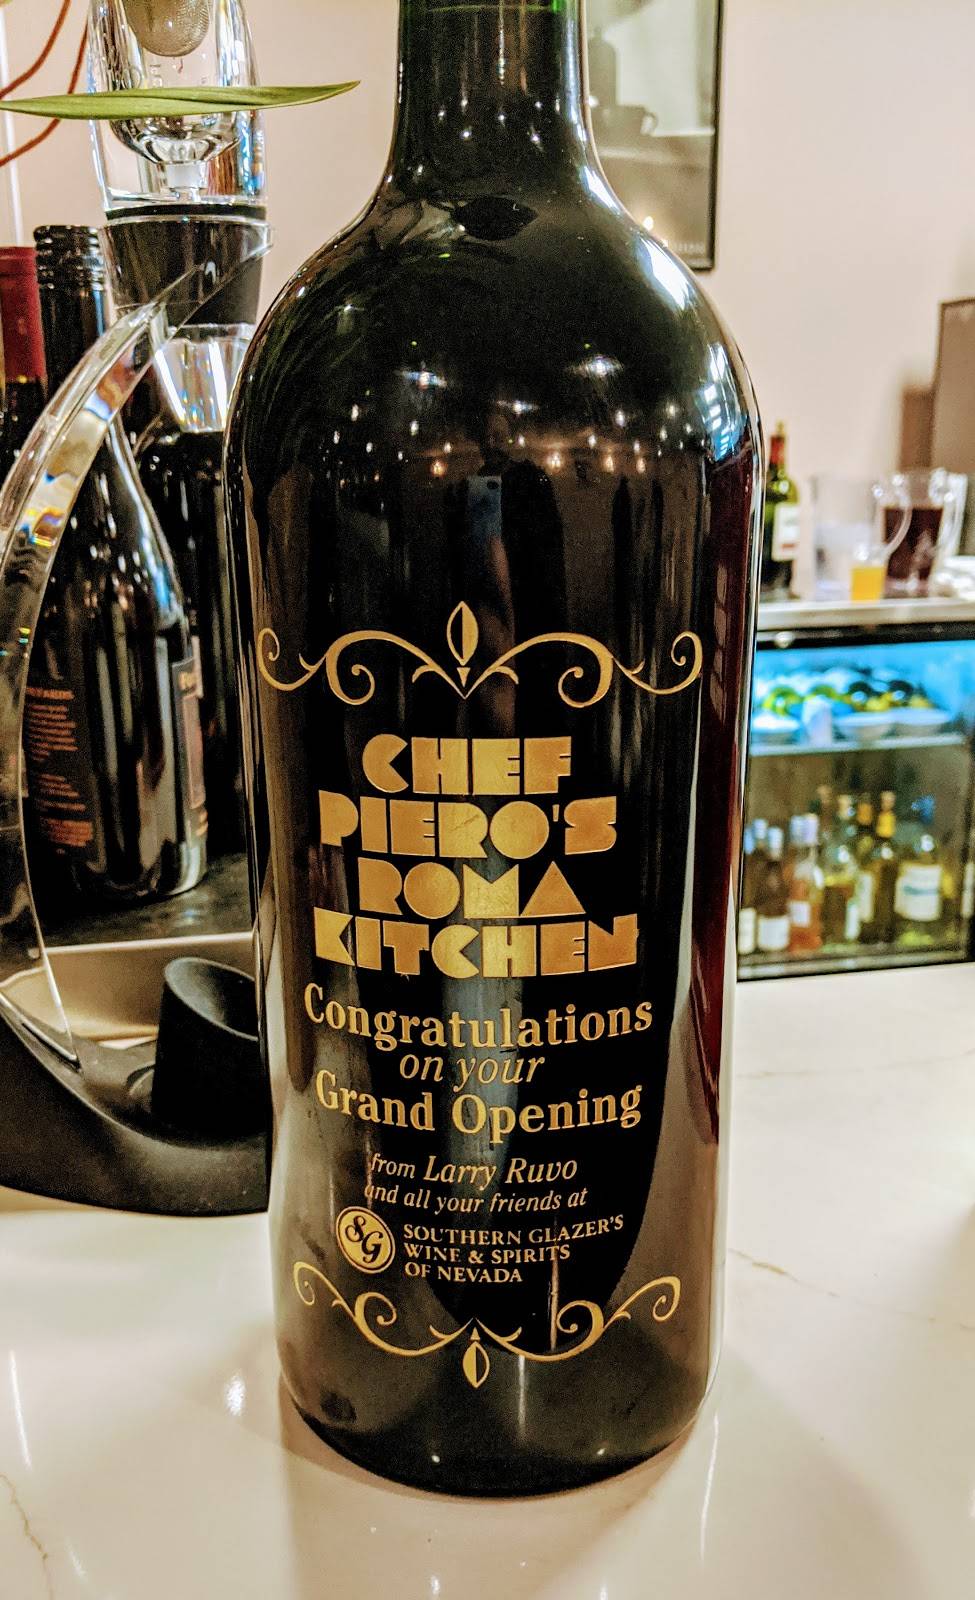 CHEF
PIERO'S
ROMA
KITCHEN
Congratulations
on your
Grand Opening
from Larry Ruvo
and all your friends at
SG
SOUTHERN GLAZER'S
WINE & SPIRITS
OF NEVADA